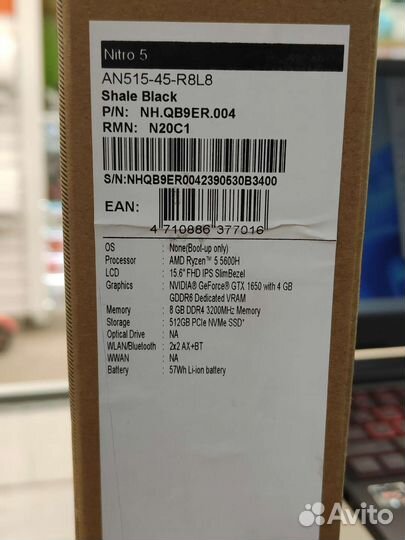 Nitro 5
AN515-45-R8L8
Shale Black
P/N: NH.QB9ER.004
RMN: N20C1
S/N:NHQB9ER0042390530B3400
EAN:
4 710886 377016
OS : None(Boot-up only)
Processor : AMD Ryzen™ 5 5600H
LCD : 15.6" FHD IPS SlimBezel
Graphics : NVIDIA® GeForce® GTX 1650 with 4 GB
GDDR6 Dedicated VRAM
Memory : 8 GB DDR4 3200MHz Memory
Storage : 512GB PCIe NVMe SSD*
Optical Drive : NA
WLAN/Bluetooth : 2x2 AX+BT
WWAN : NA
Battery : 57Wh Li-ion battery
Avito